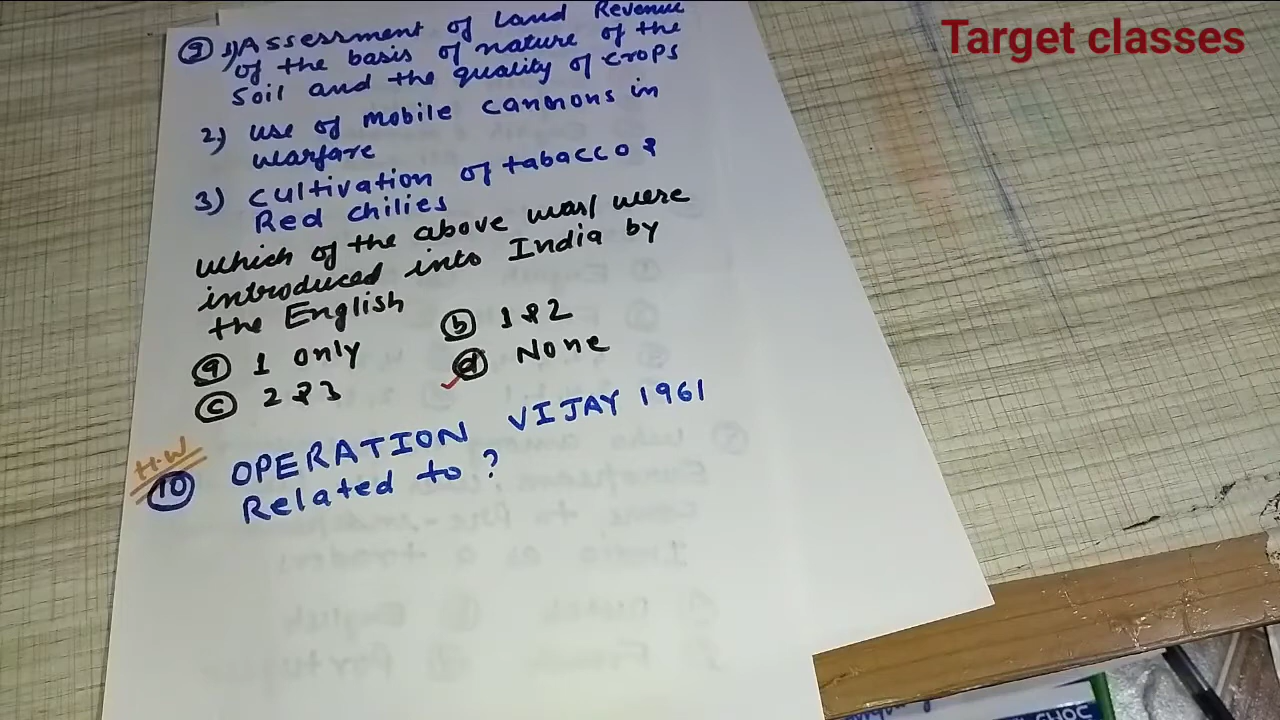 Target classes
9 1) Assessment of Land Revenue
of the basis of nature of the
Soil and the quality of crops
2) use of mobile cannons in
warfare
3) cultivation of tabacco &
Red chilies
which of the above was/were
introduced into India by
the English
a 1 only b 1 & 2
c 2 & 3 d None
H.W
10 OPERATION VIJAY 1961
Related to ?